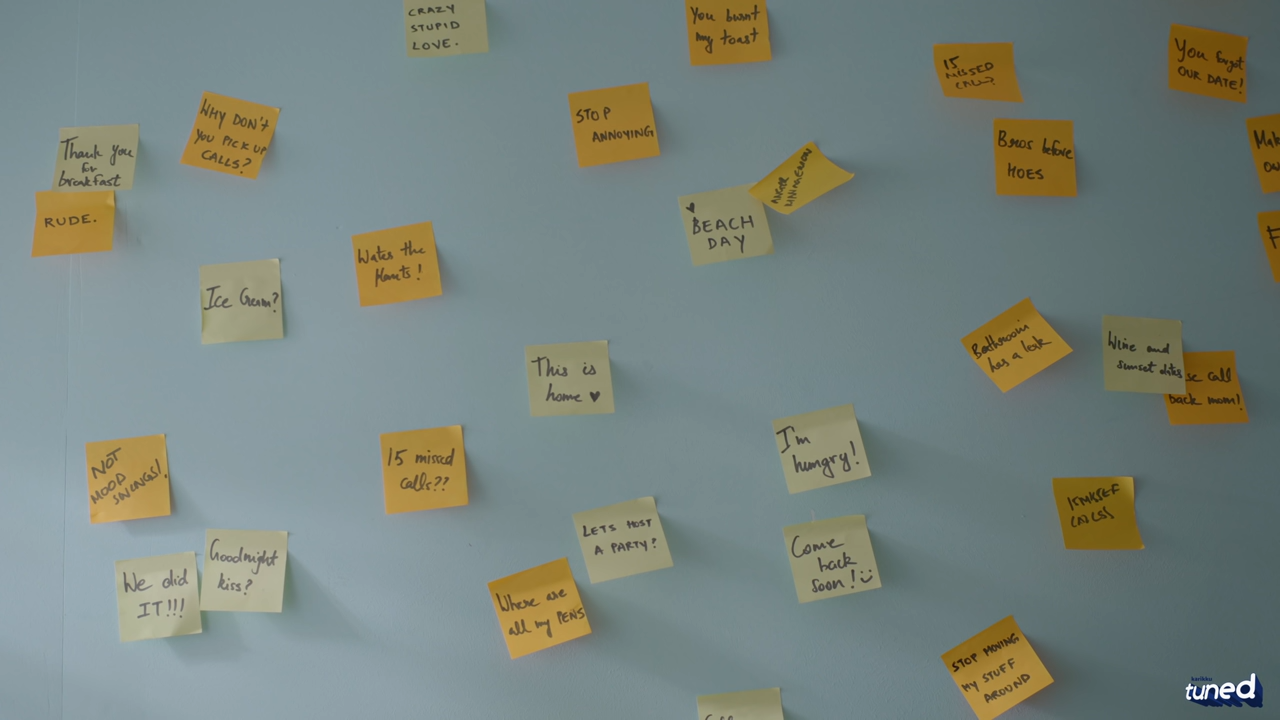 CRAZY
STUPID
LOVE.
You burnt
my toast
15
MISSED
CALL?
You forgot
OUR DATE!
Thank you
for
breakfast
WHY DON't
YOU PICK UP
CALLS?
STOP
ANNOYING
Bros before
HOES
RUDE.
BEACH
DAY
Ice Cream?
Water the
Plants!
This is
home
Bathroom
has a leak
Wine and
sunset dates
call
back mom!
NOT
MOOD
SWINGS!
15 missed
calls??
I'm
hungry!
LETS HOST
A PARTY?
We did
IT!!!
Goodnight
kiss?
Where are
all my PENS
Come
back
soon!
STOP MOVING
MY STUFF
AROUND
karikku
tuned